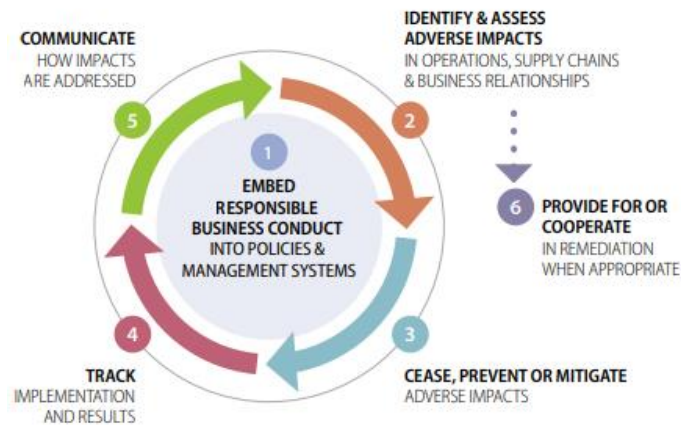 1
EMBED
RESPONSIBLE
BUSINESS CONDUCT
INTO POLICIES &
MANAGEMENT SYSTEMS
2
IDENTIFY & ASSESS
ADVERSE IMPACTS
IN OPERATIONS, SUPPLY CHAINS
& BUSINESS RELATIONSHIPS
3
CEASE, PREVENT OR MITIGATE
ADVERSE IMPACTS
4
TRACK
IMPLEMENTATION
AND RESULTS
5
COMMUNICATE
HOW IMPACTS
ARE ADDRESSED
6
PROVIDE FOR OR
COOPERATE
IN REMEDIATION
WHEN APPROPRIATE